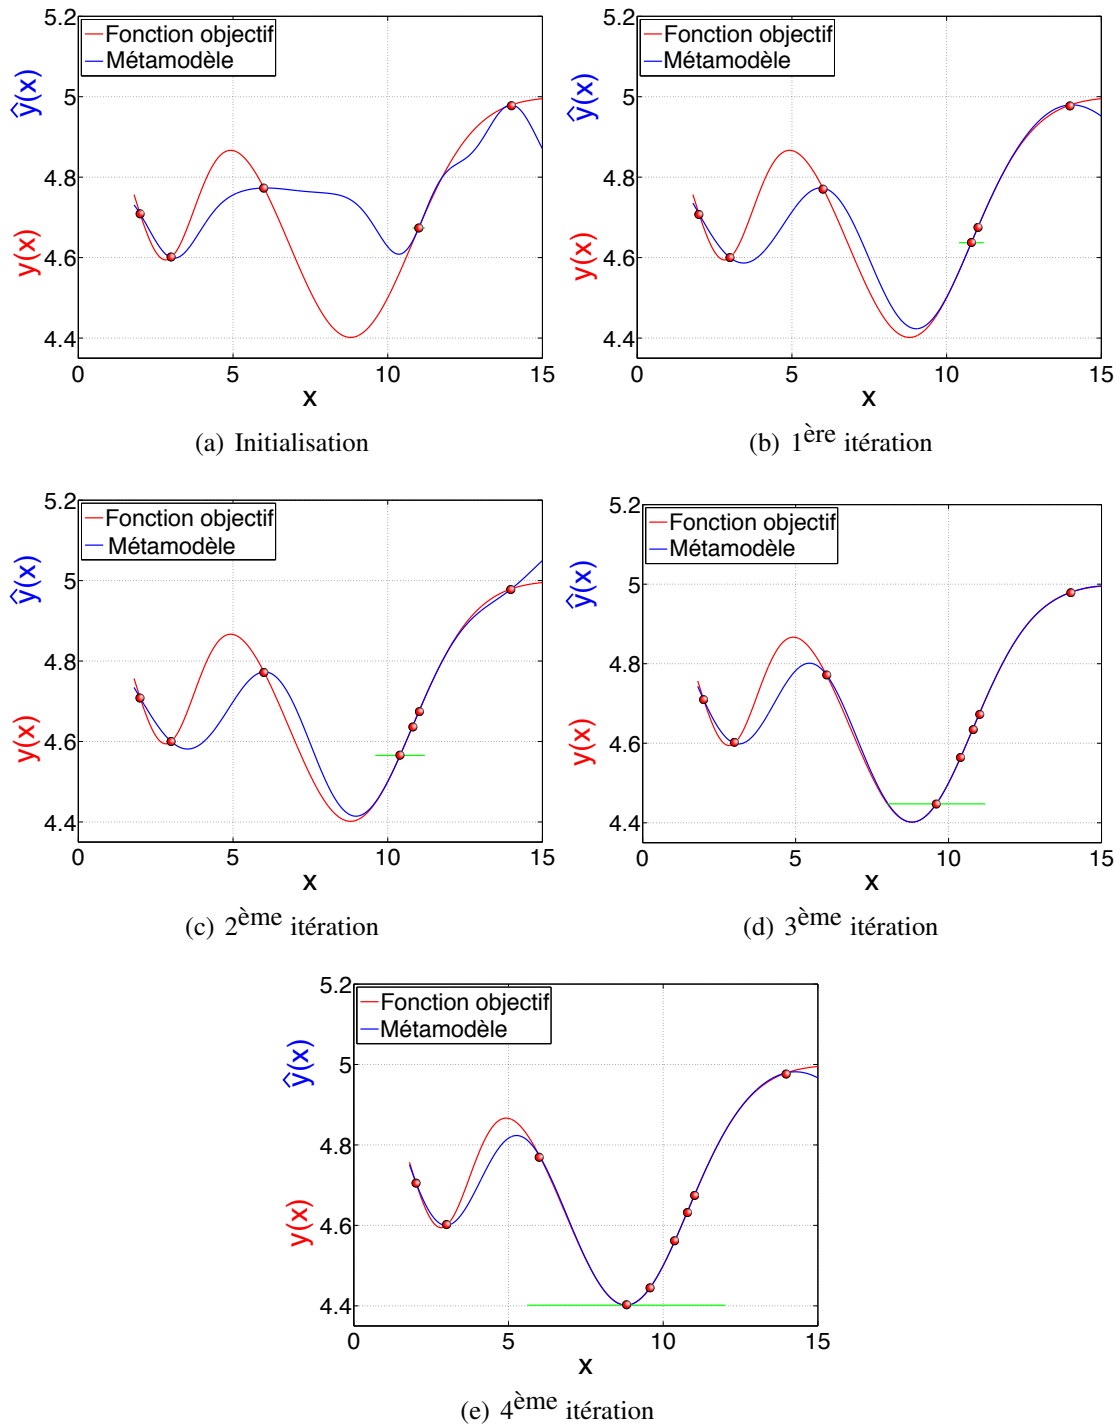 5.2
Fonction objectif
Métamodèle
5
4.8
4.6
4.4
0 5 10 15
ŷ(x)
y(x)
x
(a) Initialisation
5.2
Fonction objectif
Métamodèle
5
4.8
4.6
4.4
0 5 10 15
ŷ(x)
y(x)
x
(b) 1ère itération
5.2
Fonction objectif
Métamodèle
5
4.8
4.6
4.4
0 5 10 15
ŷ(x)
y(x)
x
(c) 2ème itération
5.2
Fonction objectif
Métamodèle
5
4.8
4.6
4.4
0 5 10 15
ŷ(x)
y(x)
x
(d) 3ème itération
5.2
Fonction objectif
Métamodèle
5
4.8
4.6
4.4
0 5 10 15
ŷ(x)
y(x)
x
(e) 4ème itération